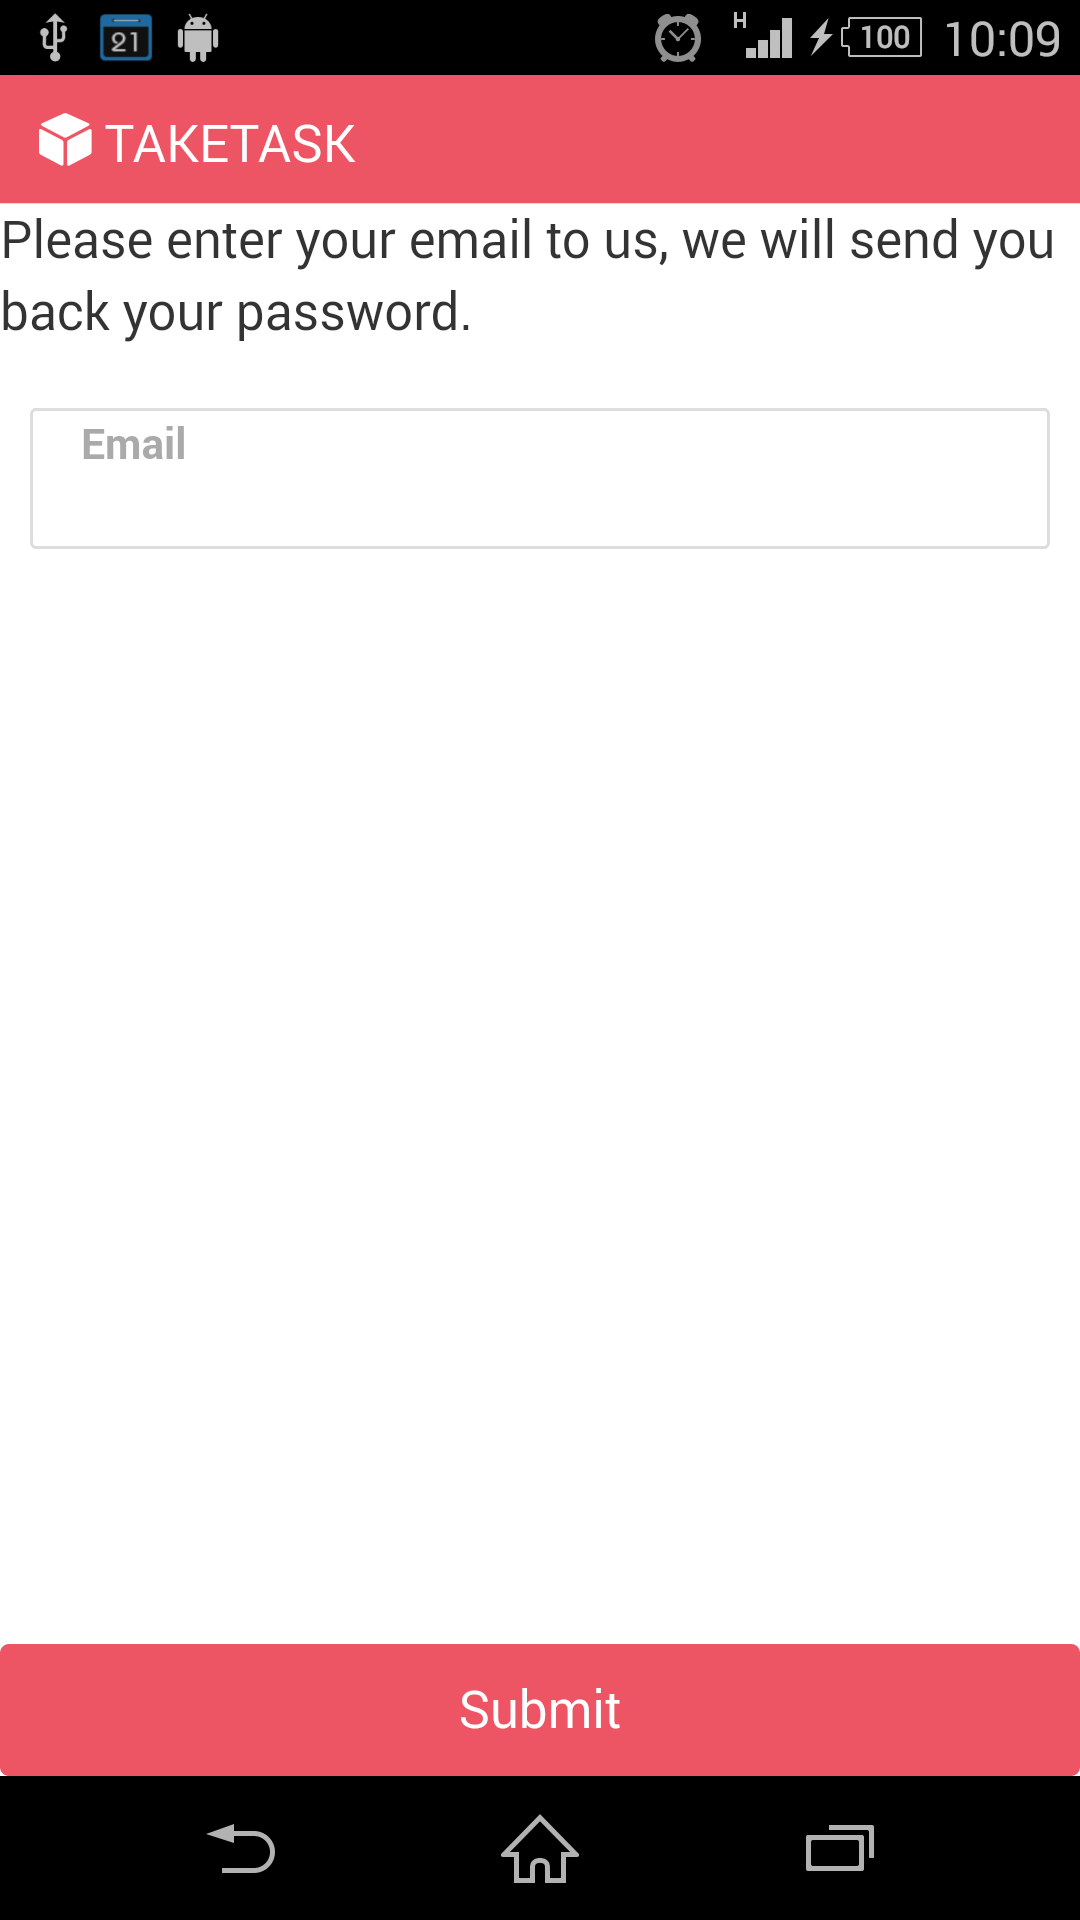 21 H 100 10:09
TAKETASK
Please enter your email to us, we will send you
back your password.
Email
Submit